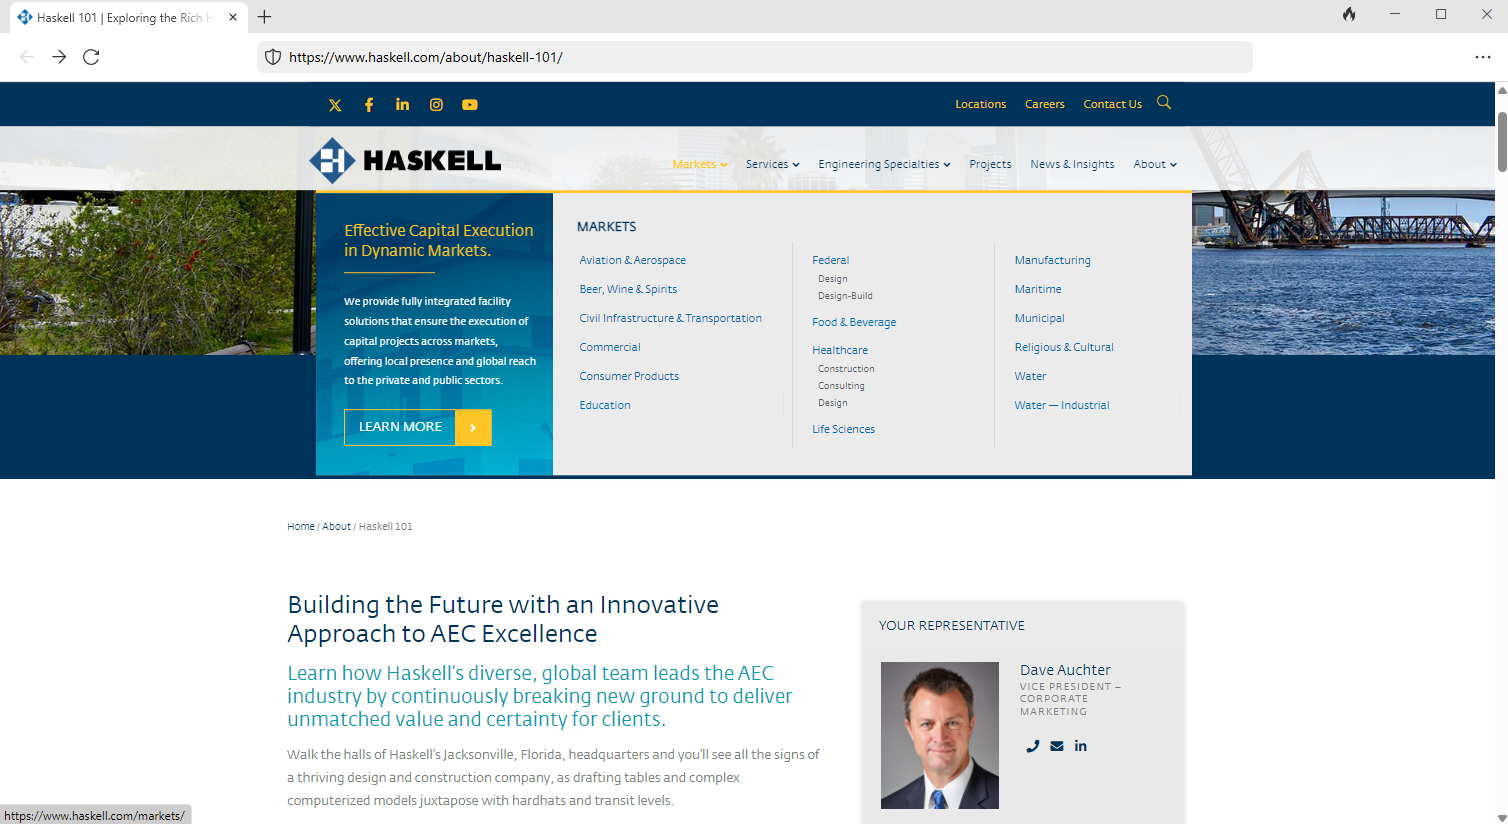 Haskell 101 | Exploring the Rich H
https://www.haskell.com/about/haskell-101/
Locations Careers Contact Us
HASKELL
Markets Services Engineering Specialties Projects News & Insights About
Effective Capital Execution
in Dynamic Markets.
We provide fully integrated facility
solutions that ensure the execution of
capital projects across markets,
offering local presence and global reach
to the private and public sectors.
LEARN MORE
MARKETS
Aviation & Aerospace
Beer, Wine & Spirits
Civil Infrastructure & Transportation
Commercial
Consumer Products
Education
Federal
Design
Design-Build
Food & Beverage
Healthcare
Construction
Consulting
Design
Life Sciences
Manufacturing
Maritime
Municipal
Religious & Cultural
Water
Water — Industrial
Home / About / Haskell 101
Building the Future with an Innovative
Approach to AEC Excellence
Learn how Haskell's diverse, global team leads the AEC
industry by continuously breaking new ground to deliver
unmatched value and certainty for clients.
Walk the halls of Haskell's Jacksonville, Florida, headquarters and you'll see all the signs of
a thriving design and construction company, as drafting tables and complex
computerized models juxtapose with hardhats and transit levels.
YOUR REPRESENTATIVE
Dave Auchter
VICE PRESIDENT –
CORPORATE
MARKETING
https://www.haskell.com/markets/